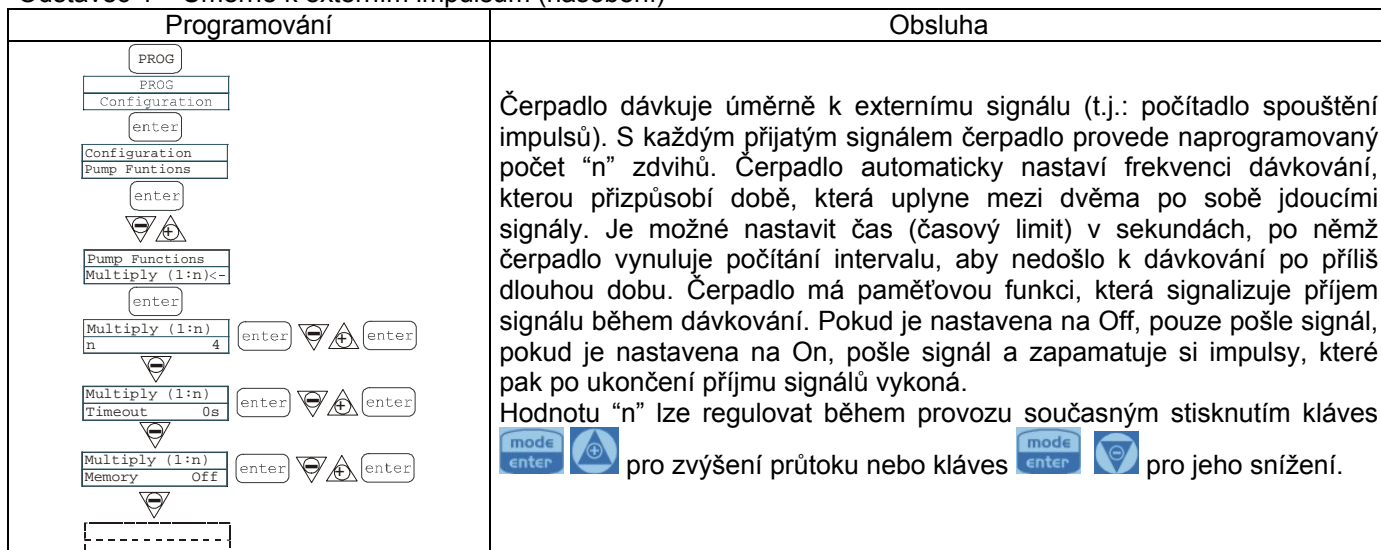 Odstavec 1 – Úměrně k externím impulsům (násobení)
Programování
Obsluha
PROG
PROG
Configuration
enter
Configuration
Pump Funtions
enter
Pump Functions
Multiply (1:n)<-
enter
Multiply (1:n)
n 4
enter
enter
Multiply (1:n)
Timeout 0s
enter
enter
Multiply (1:n)
Memory Off
enter
enter
Čerpadlo dávkuje úměrně k externímu signálu (t.j.: počítadlo spouštění
impulsů). S každým přijatým signálem čerpadlo provede naprogramovaný
počet “n” zdvihů. Čerpadlo automaticky nastaví frekvenci dávkování,
kterou přizpůsobí době, která uplyne mezi dvěma po sobě jdoucími
signály. Je možné nastavit čas (časový limit) v sekundách, po němž
čerpadlo vynuluje počítání intervalu, aby nedošlo k dávkování po příliš
dlouhou dobu. Čerpadlo má paměťovou funkci, která signalizuje příjem
signálu během dávkování. Pokud je nastavena na Off, pouze pošle signál,
pokud je nastavena na On, pošle signál a zapamatuje si impulsy, které
pak po ukončení příjmu signálů vykoná.
Hodnotu “n” lze regulovat během provozu současným stisknutím kláves
mode enter pro zvýšení průtoku nebo kláves mode enter pro jeho snížení.